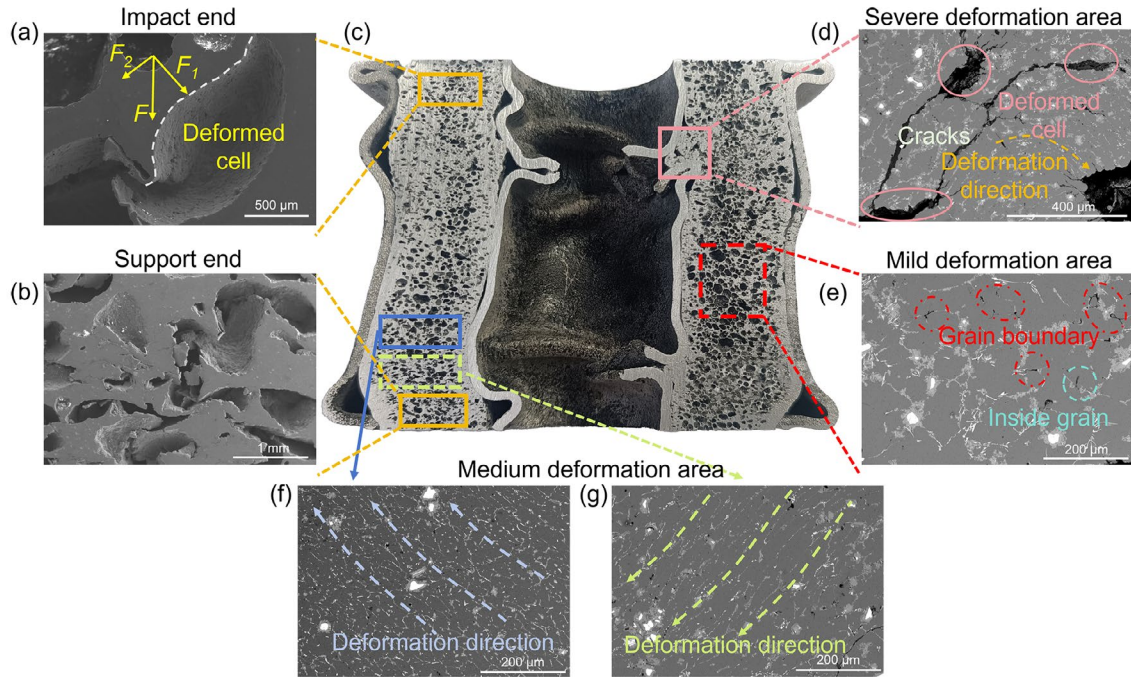 Impact end
(a)
F2
F1
F
Deformed
cell
500 μm
Support end
(b)
1 mm
(c)
Severe deformation area
(d)
Deformed
cell
Cracks
Deformation
direction
400 μm
Mild deformation area
(e)
Grain boundary
Inside grain
200 μm
Medium deformation area
(f)
Deformation direction
200 μm
(g)
Deformation direction
200 μm